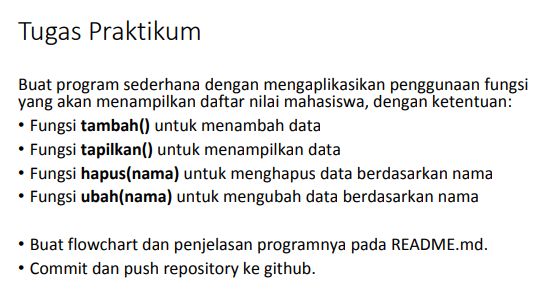 Tugas Praktikum
Buat program sederhana dengan mengaplikasikan penggunaan fungsi
yang akan menampilkan daftar nilai mahasiswa, dengan ketentuan:
• Fungsi tambah() untuk menambah data
• Fungsi tapilkan() untuk menampilkan data
• Fungsi hapus(nama) untuk menghapus data berdasarkan nama
• Fungsi ubah(nama) untuk mengubah data berdasarkan nama
• Buat flowchart dan penjelasan programnya pada README.md.
• Commit dan push repository ke github.